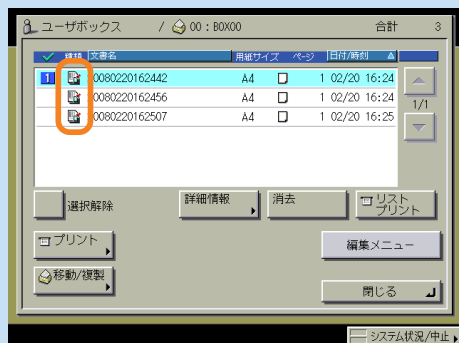 ユーザボックス / 00 : BOX00 合計 3
種類 文書名 用紙サイズ ページ 日付/時刻
1 20080220162442 A4 1 02/20 16:24
20080220162456 A4 1 02/20 16:24
20080220162507 A4 1 02/20 16:25
1/1
選択解除 詳細情報 消去 リスト
プリント
プリント 編集メニュー
移動/複製 閉じる
システム状況/中止